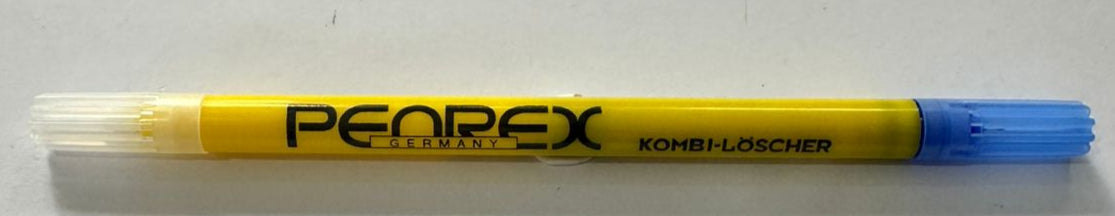 PENREX
GERMANY
KOMBI-LÖSCHER